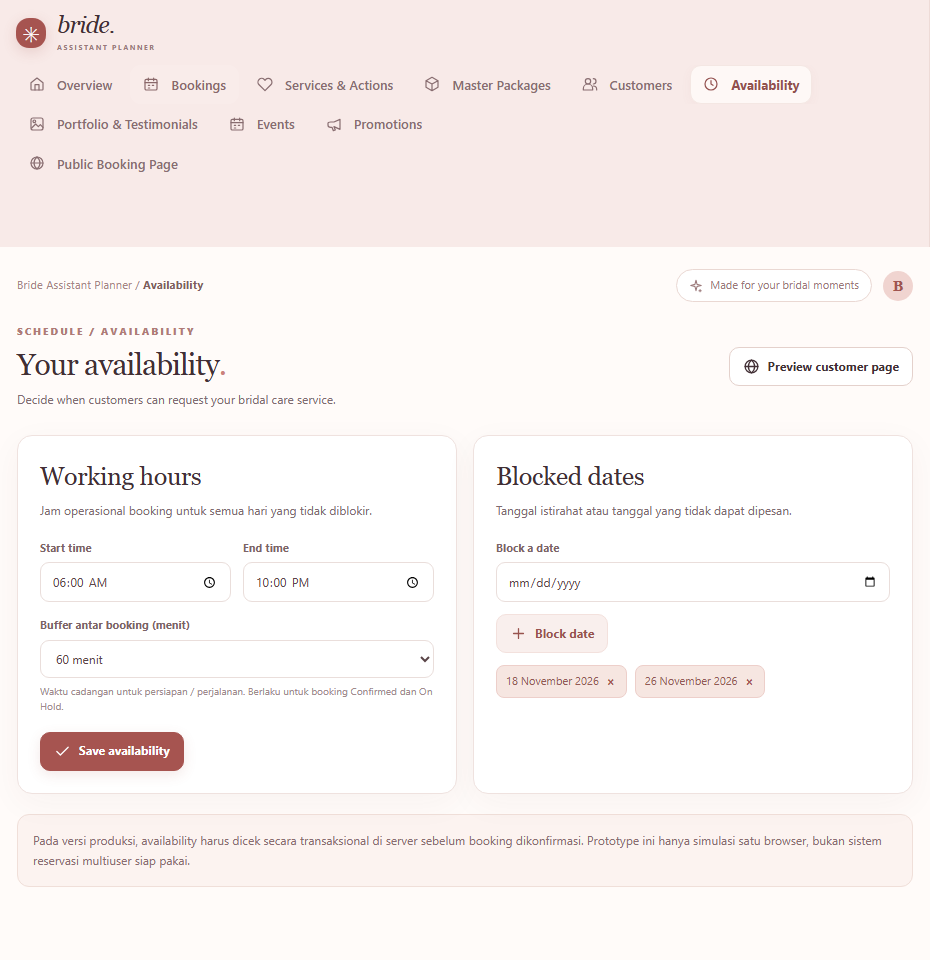 bride.
ASSISTANT PLANNER
Overview
Bookings
Services & Actions
Master Packages
Customers
Availability
Portfolio & Testimonials
Events
Promotions
Public Booking Page
Bride Assistant Planner / Availability
Made for your bridal moments
B
SCHEDULE / AVAILABILITY
Your availability.
Preview customer page
Decide when customers can request your bridal care service.
Working hours
Jam operasional booking untuk semua hari yang tidak diblokir.
Start time
End time
06:00 AM
10:00 PM
Buffer antar booking (menit)
60 menit
Waktu cadangan untuk persiapan / perjalanan. Berlaku untuk booking Confirmed dan On
Hold.
Save availability
Blocked dates
Tanggal istirahat atau tanggal yang tidak dapat dipesan.
Block a date
mm/dd/yyyy
Block date
18 November 2026 ×
26 November 2026 ×
Pada versi produksi, availability harus dicek secara transaksional di server sebelum booking dikonfirmasi. Prototype ini hanya simulasi satu browser, bukan sistem
reservasi multiuser siap pakai.